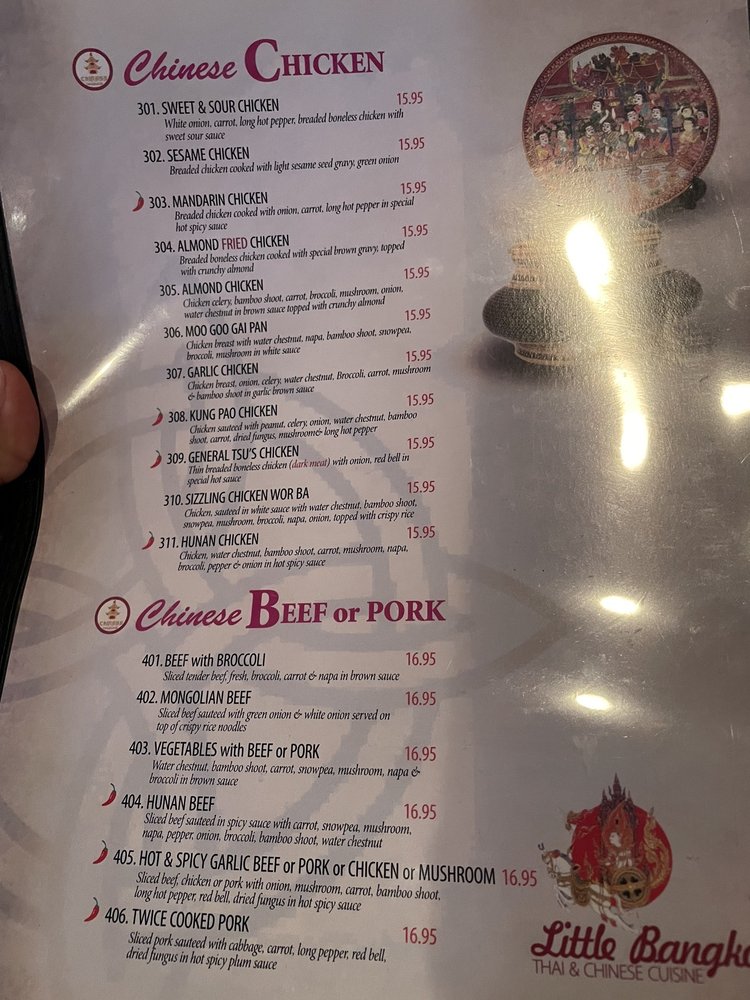 Chinese CHICKEN
301. SWEET & SOUR CHICKEN 15.95
White onion, carrot, long hot pepper, breaded boneless chicken with
sweet sour sauce
302. SESAME CHICKEN 15.95
Breaded chicken cooked with light sesame seed gravy, green onion
303. MANDARIN CHICKEN 15.95
Breaded chicken cooked with onion, carrot, long hot pepper in special
hot spicy sauce
304. ALMOND FRIED CHICKEN 15.95
Breaded boneless chicken cooked with special brown gravy, topped
with crunchy almond
305. ALMOND CHICKEN 15.95
Chicken celery, bamboo shoot, carrot, broccoli, mushroom, onion,
water chestnut in brown sauce topped with crunchy almond
306. MOO GOO GAI PAN 15.95
Chicken breast with water chestnut, napa, bamboo shoot, snowpea,
broccoli, mushroom in white sauce
307. GARLIC CHICKEN 15.95
Chicken breast, onion, celery, water chestnut, Broccoli, carrot, mushroom
& bamboo shoot in garlic brown sauce
308. KUNG PAO CHICKEN 15.95
Chicken sauteed with peanut, celery, onion, water chestnut, bamboo
shoot, carrot, dried fungus, mushroom& long hot pepper
309. GENERAL TSU'S CHICKEN 15.95
Thin breaded boneless chicken (dark meat) with onion, red bell in
special hot sauce
310. SIZZLING CHICKEN WOR BA 15.95
Chicken, sauteed in white sauce with water chestnut, bamboo shoot,
snowpea, mushroom, broccoli, napa, onion, topped with crispy rice
311. HUNAN CHICKEN 15.95
Chicken, water chestnut, bamboo shoot, carrot, mushroom, napa,
broccoli, pepper & onion in hot spicy sauce
Chinese BEEF or PORK
401. BEEF with BROCCOLI 16.95
Sliced tender beef, fresh, broccoli, carrot & napa in brown sauce
402. MONGOLIAN BEEF 16.95
Sliced beef sauteed with green onion & white onion served on
top of crispy rice noodles
403. VEGETABLES with BEEF or PORK 16.95
Water chestnut, bamboo shoot, carrot, snowpea, mushroom, napa &
broccoli in brown sauce
404. HUNAN BEEF 16.95
Sliced beef sauteed in spicy sauce with carrot, snowpea, mushroom,
napa, pepper, onion, broccoli, bamboo shoot, water chestnut
405. HOT & SPICY GARLIC BEEF or PORK or CHICKEN or MUSHROOM 16.95
Sliced beef, chicken or pork with onion, mushroom, carrot, bamboo shoot,
long hot pepper, red bell, dried fungus in hot spicy sauce
406. TWICE COOKED PORK 16.95
Sliced pork sauteed with cabbage, carrot, long pepper, red bell,
dried fungus in hot spicy plum sauce
Little Bangko
THAI & CHINESE CUISINE